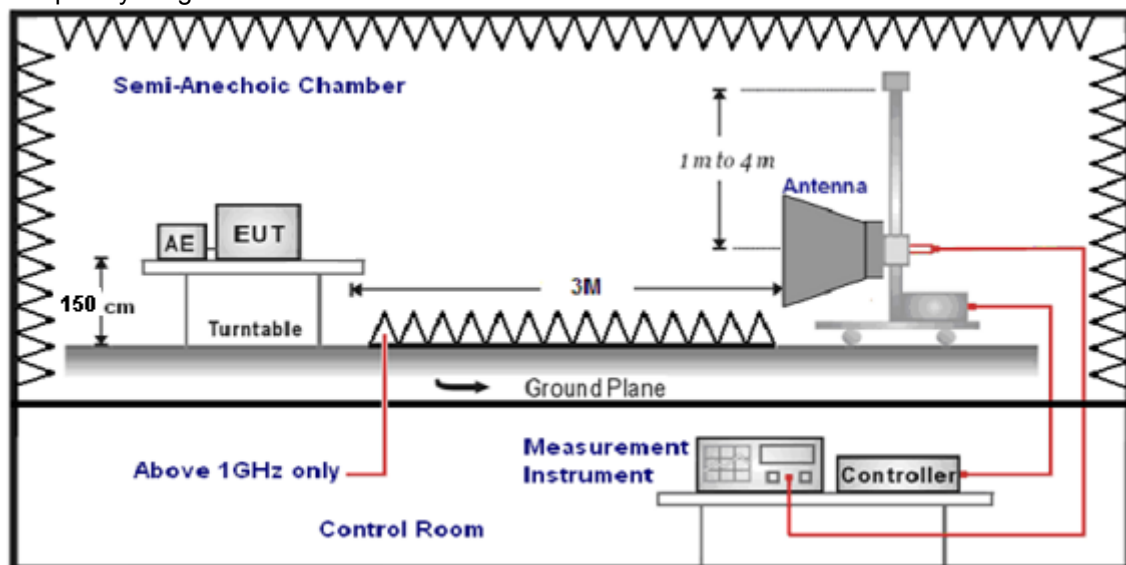 Semi-Anechoic Chamber
1 m to 4 m
Antenna
AE
EUT
150 cm
3M
Turntable
Ground Plane
Above 1GHz only
Measurement
Instrument
Controller
Control Room